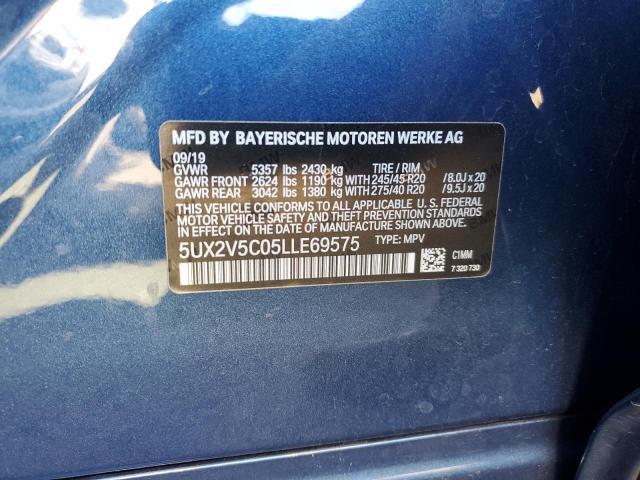 MFD BY BAYERISCHE MOTOREN WERKE AG
09/19
GVWR 5357 lbs 2430 kg TIRE / RIM
GAWR FRONT 2624 lbs 1190 kg WITH 245/45 R20 /8.0J x 20
GAWR REAR 3042 lbs 1380 kg WITH 275/40 R20 /9.5J x 20
THIS VEHICLE CONFORMS TO ALL APPLICABLE U. S. FEDERAL
MOTOR VEHICLE SAFETY, BUMPER, AND THEFT PREVENTION
STANDARDS IN EFFECT ON THE DATE OF MANUFACTURE SHOWN ABOVE.
5UX2V5C05LLE69575 TYPE: MPV
C1MM
7 320 730